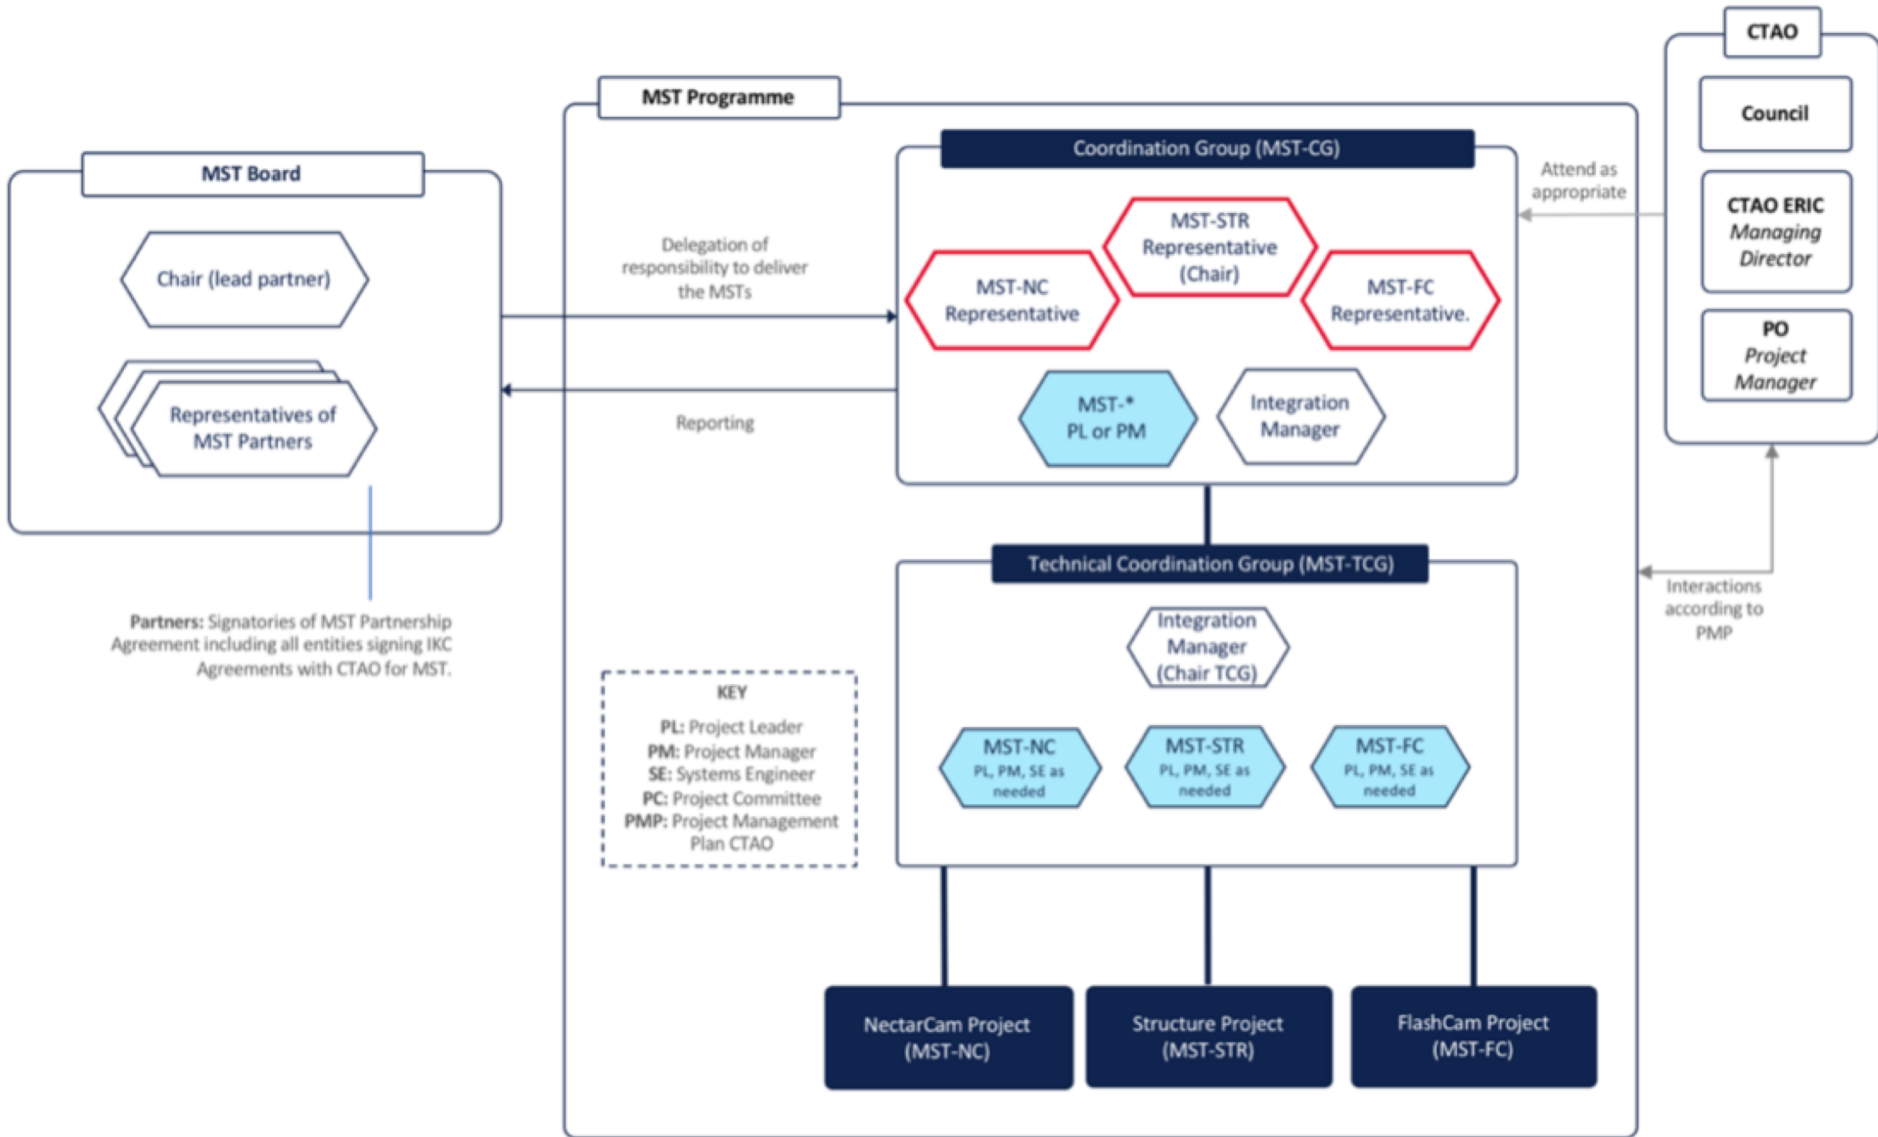 CTAO
Council
CTAO ERIC
Managing
Director
PO
Project
Manager
MST Programme
Coordination Group (MST-CG)
MST-STR
Representative
(Chair)
MST-NC
Representative
MST-FC
Representative.
MST-*
PL or PM
Integration
Manager
Attend as
appropriate
MST Board
Chair (lead partner)
Representatives of
MST Partners
Delegation of
responsibility to deliver
the MSTs
Reporting
Partners: Signatories of MST Partnership
Agreement including all entities signing IKC
Agreements with CTAO for MST.
Technical Coordination Group (MST-TCG)
Integration
Manager
(Chair TCG)
MST-NC
PL, PM, SE as
needed
MST-STR
PL, PM, SE as
needed
MST-FC
PL, PM, SE as
needed
Interactions
according to
PMP
KEY
PL: Project Leader
PM: Project Manager
SE: Systems Engineer
PC: Project Committee
PMP: Project Management
Plan CTAO
NectarCam Project
(MST-NC)
Structure Project
(MST-STR)
FlashCam Project
(MST-FC)